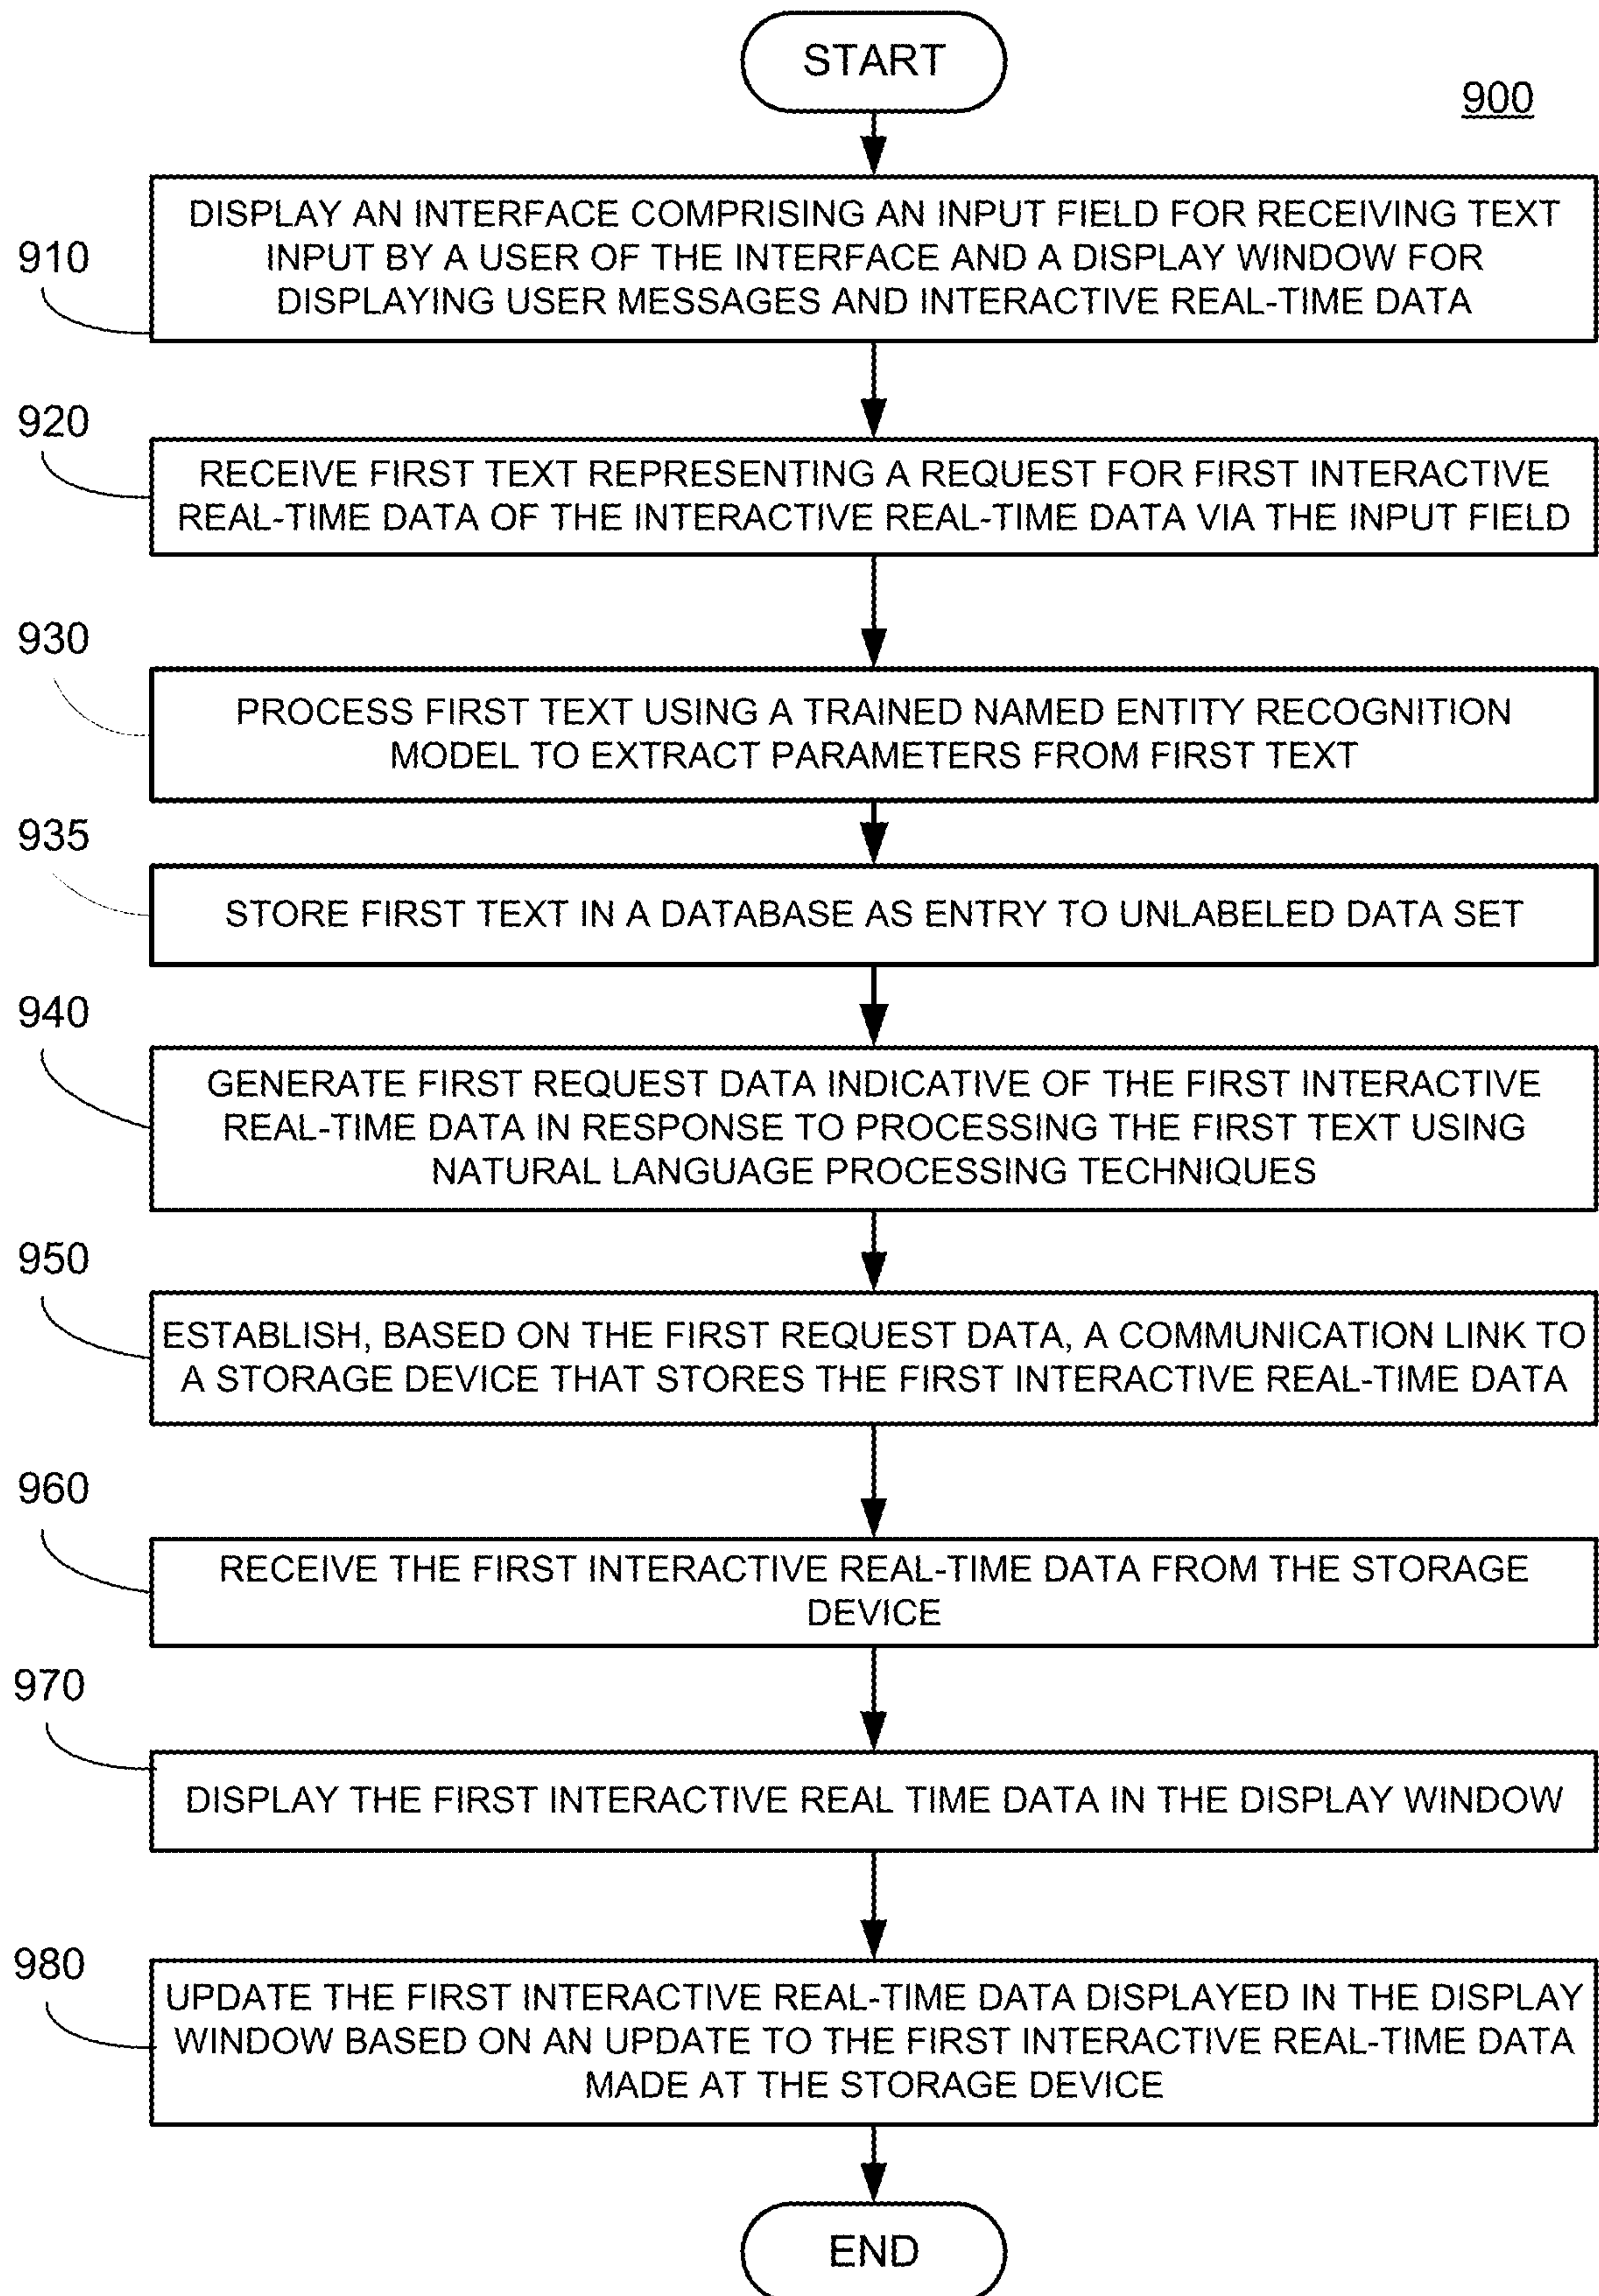 START
900
910
DISPLAY AN INTERFACE COMPRISING AN INPUT FIELD FOR RECEIVING TEXT
INPUT BY A USER OF THE INTERFACE AND A DISPLAY WINDOW FOR
DISPLAYING USER MESSAGES AND INTERACTIVE REAL-TIME DATA
920
RECEIVE FIRST TEXT REPRESENTING A REQUEST FOR FIRST INTERACTIVE
REAL-TIME DATA OF THE INTERACTIVE REAL-TIME DATA VIA THE INPUT FIELD
930
PROCESS FIRST TEXT USING A TRAINED NAMED ENTITY RECOGNITION
MODEL TO EXTRACT PARAMETERS FROM FIRST TEXT
935
STORE FIRST TEXT IN A DATABASE AS ENTRY TO UNLABELED DATA SET
940
GENERATE FIRST REQUEST DATA INDICATIVE OF THE FIRST INTERACTIVE
REAL-TIME DATA IN RESPONSE TO PROCESSING THE FIRST TEXT USING
NATURAL LANGUAGE PROCESSING TECHNIQUES
950
ESTABLISH, BASED ON THE FIRST REQUEST DATA, A COMMUNICATION LINK TO
A STORAGE DEVICE THAT STORES THE FIRST INTERACTIVE REAL-TIME DATA
960
RECEIVE THE FIRST INTERACTIVE REAL-TIME DATA FROM THE STORAGE
DEVICE
970
DISPLAY THE FIRST INTERACTIVE REAL TIME DATA IN THE DISPLAY WINDOW
980
UPDATE THE FIRST INTERACTIVE REAL-TIME DATA DISPLAYED IN THE DISPLAY
WINDOW BASED ON AN UPDATE TO THE FIRST INTERACTIVE REAL-TIME DATA
MADE AT THE STORAGE DEVICE
END